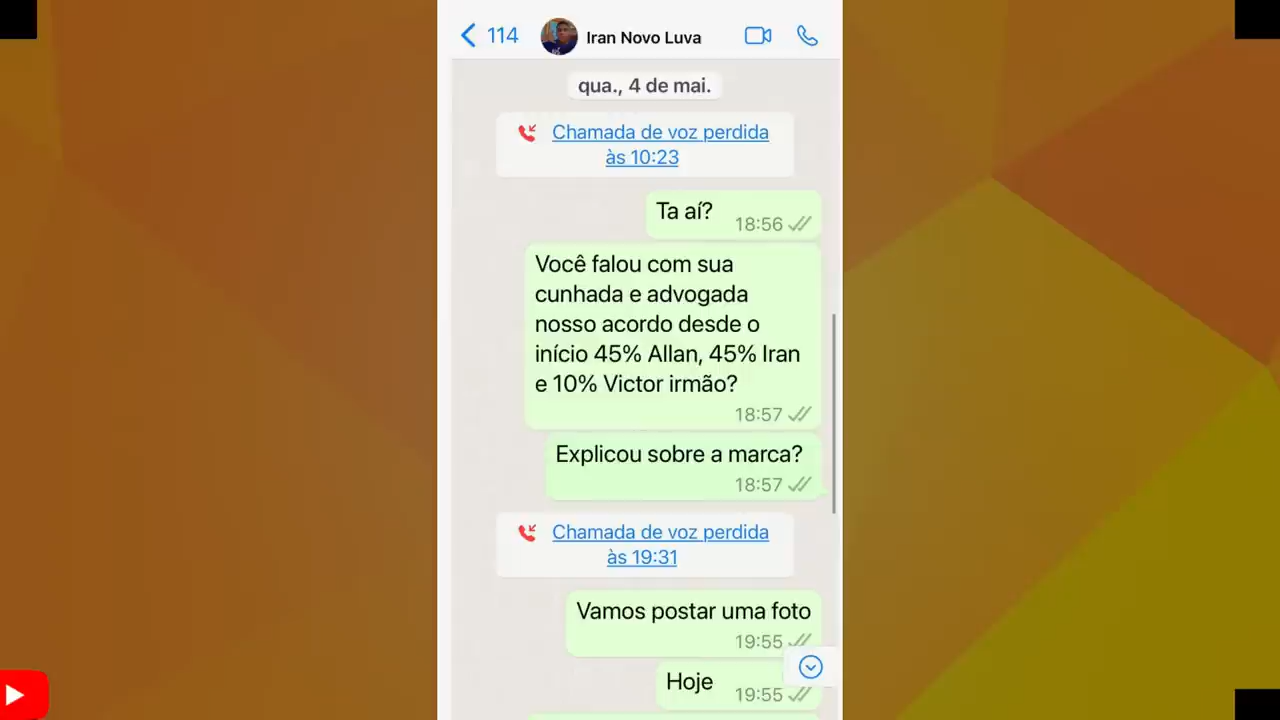 114
Iran Novo Luva
qua., 4 de mai.
Chamada de voz perdida
às 10:23
Ta aí?
18:56
Você falou com sua
cunhada e advogada
nosso acordo desde o
início 45% Allan, 45% Iran
e 10% Victor irmão?
18:57
Explicou sobre a marca?
18:57
Chamada de voz perdida
às 19:31
Vamos postar uma foto
19:55
Hoje
19:55